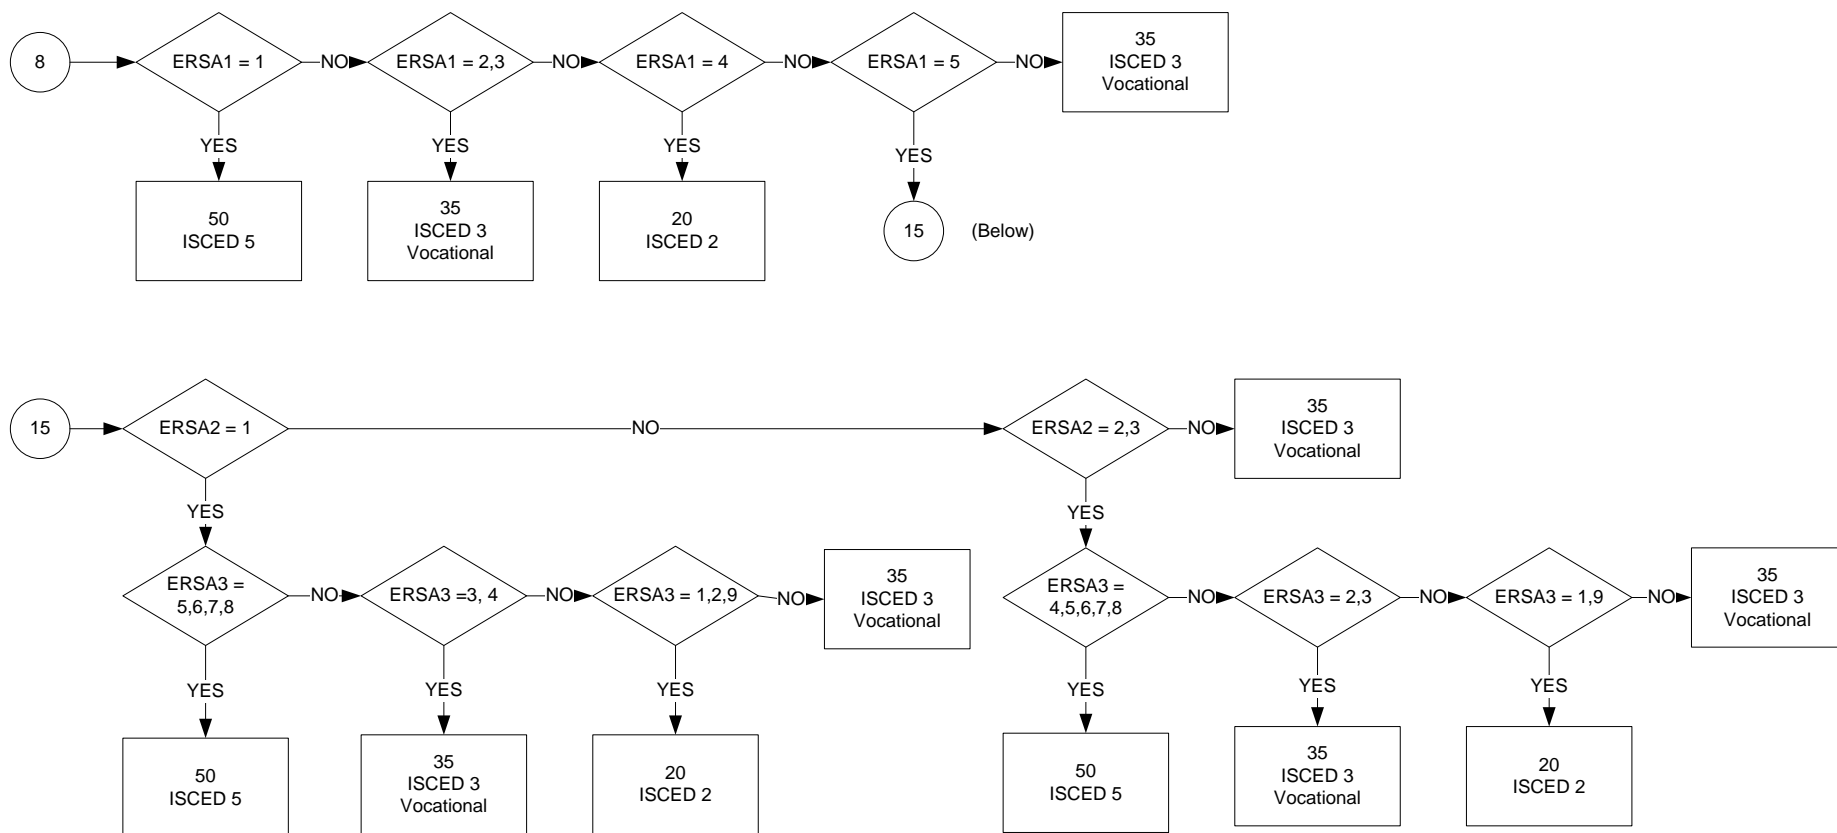 8
ERSA1 = 1
NO
ERSA1 = 2,3
NO
ERSA1 = 4
NO
ERSA1 = 5
NO
35
ISCED 3
Vocational
YES
YES
YES
YES
50
ISCED 5
35
ISCED 3
Vocational
20
ISCED 2
15
(Below)
15
ERSA2 = 1
NO
ERSA2 = 2,3
NO
35
ISCED 3
Vocational
YES
YES
ERSA3 =
5,6,7,8
NO
ERSA3 =3, 4
NO
ERSA3 = 1,2,9
NO
35
ISCED 3
Vocational
ERSA3 =
4,5,6,7,8
NO
ERSA3 = 2,3
NO
ERSA3 = 1,9
NO
35
ISCED 3
Vocational
YES
YES
YES
YES
YES
YES
50
ISCED 5
35
ISCED 3
Vocational
20
ISCED 2
50
ISCED 5
35
ISCED 3
Vocational
20
ISCED 2